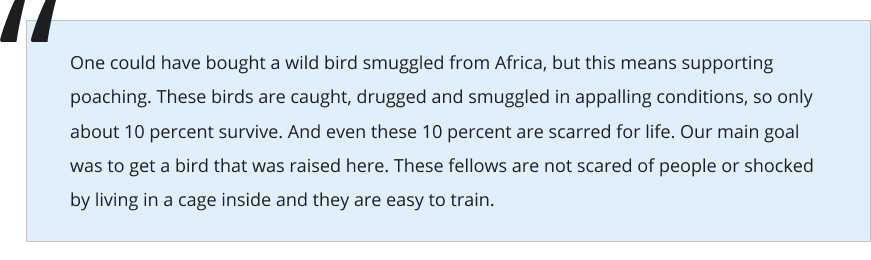 One could have bought a wild bird smuggled from Africa, but this means supporting
poaching. These birds are caught, drugged and smuggled in appalling conditions, so only
about 10 percent survive. And even these 10 percent are scarred for life. Our main goal
was to get a bird that was raised here. These fellows are not scared of people or shocked
by living in a cage inside and they are easy to train.